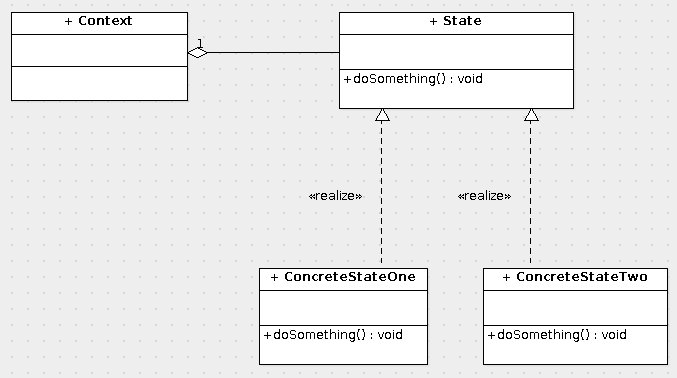 + Context
+ State
1
+doSomething() : void
«realize»
«realize»
+ ConcreteStateOne
+ ConcreteStateTwo
+doSomething() : void
+doSomething() : void